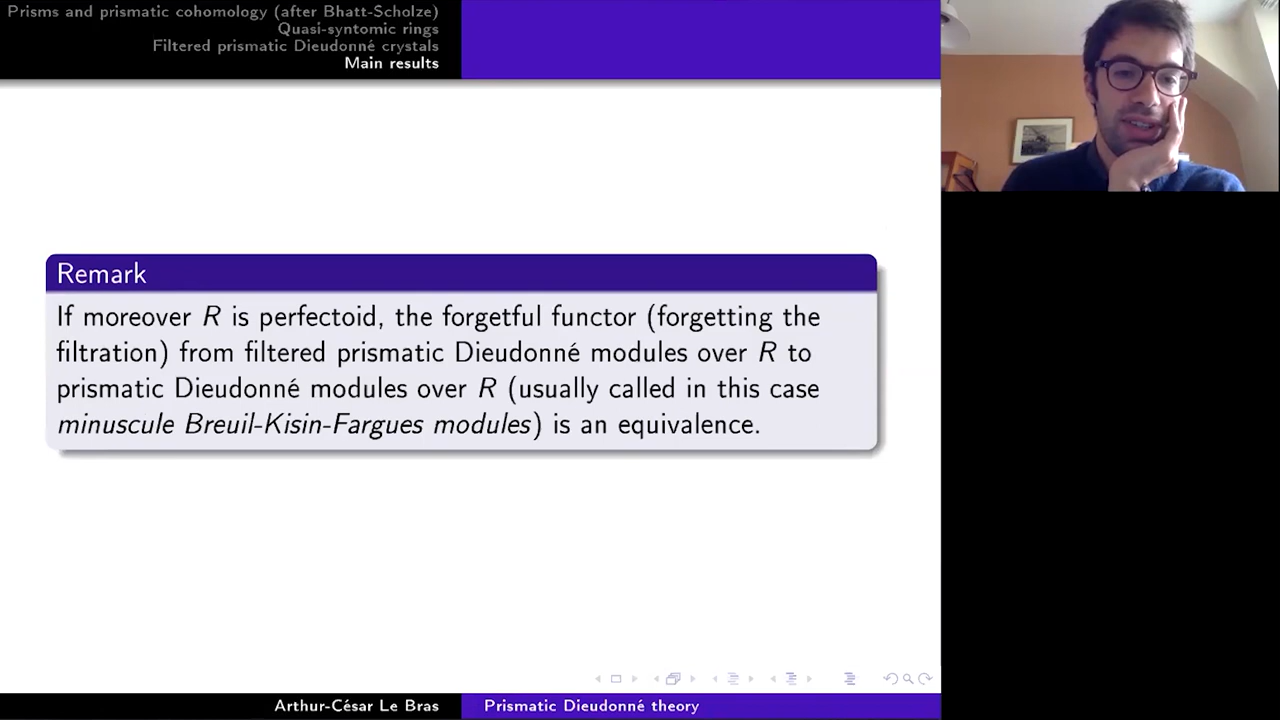 Prisms and prismatic cohomology (after Bhatt-Scholze)
Quasi-syntomic rings
Filtered prismatic Dieudonné crystals
Main results
Remark
If moreover R is perfectoid, the forgetful functor (forgetting the
filtration) from filtered prismatic Dieudonné modules over R to
prismatic Dieudonné modules over R (usually called in this case
minuscule Breuil-Kisin-Fargues modules) is an equivalence.
Arthur-César Le Bras
Prismatic Dieudonné theory